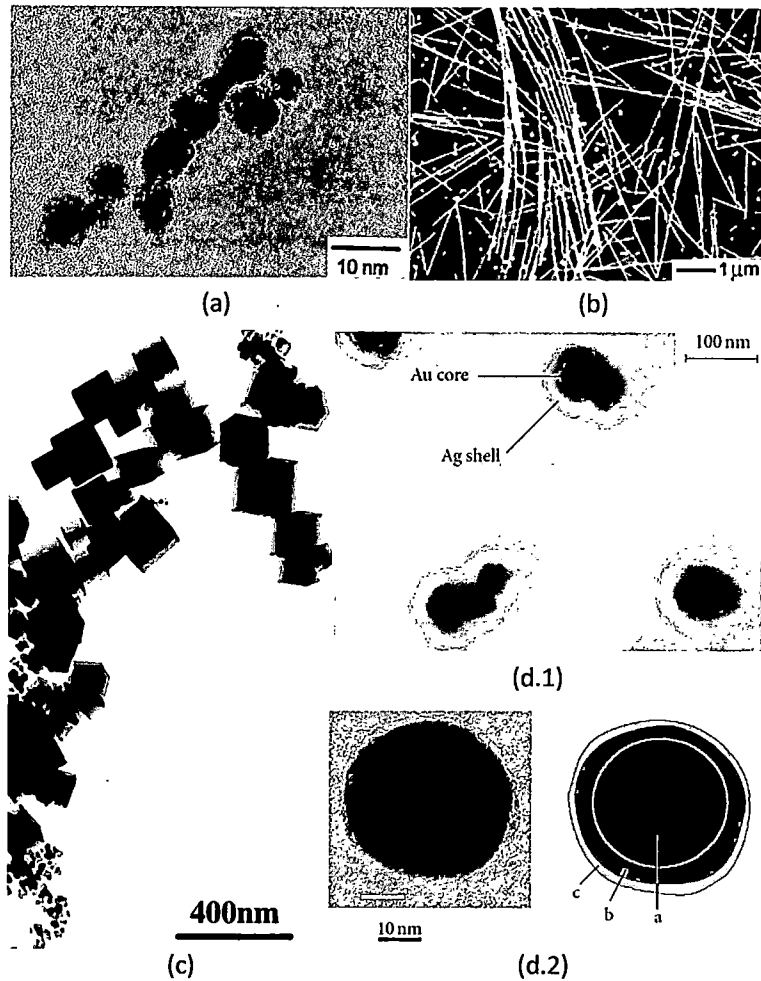 10 nm
1 μm
(a)
(b)
100 nm
Au core
Ag shell
(d.1)
400nm
10 nm
c
b
a
(c)
(d.2)